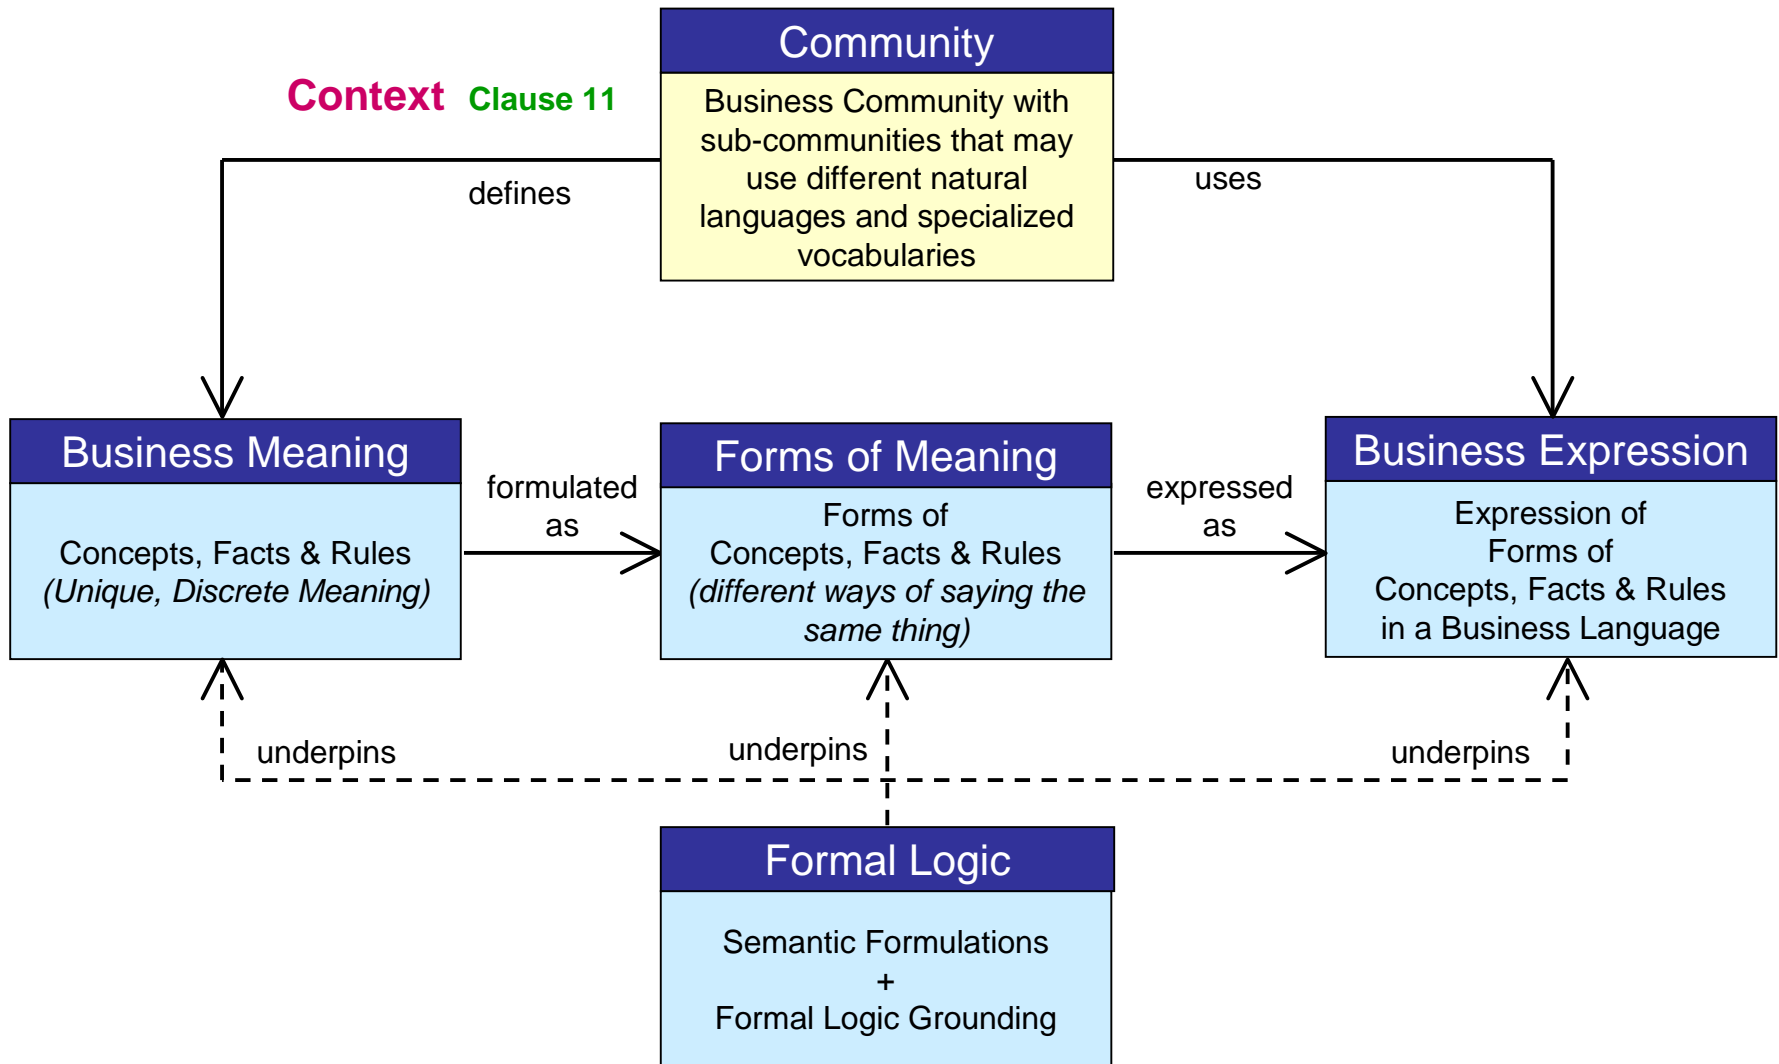 Community
Context Clause 11
Business Community with
sub-communities that may
use different natural
languages and specialized
vocabularies
defines
uses
Business Meaning
Concepts, Facts & Rules
(Unique, Discrete Meaning)
formulated
as
Forms of Meaning
Forms of
Concepts, Facts & Rules
(different ways of saying the
same thing)
expressed
as
Business Expression
Expression of
Forms of
Concepts, Facts & Rules
in a Business Language
underpins
underpins
underpins
Formal Logic
Semantic Formulations
+
Formal Logic Grounding